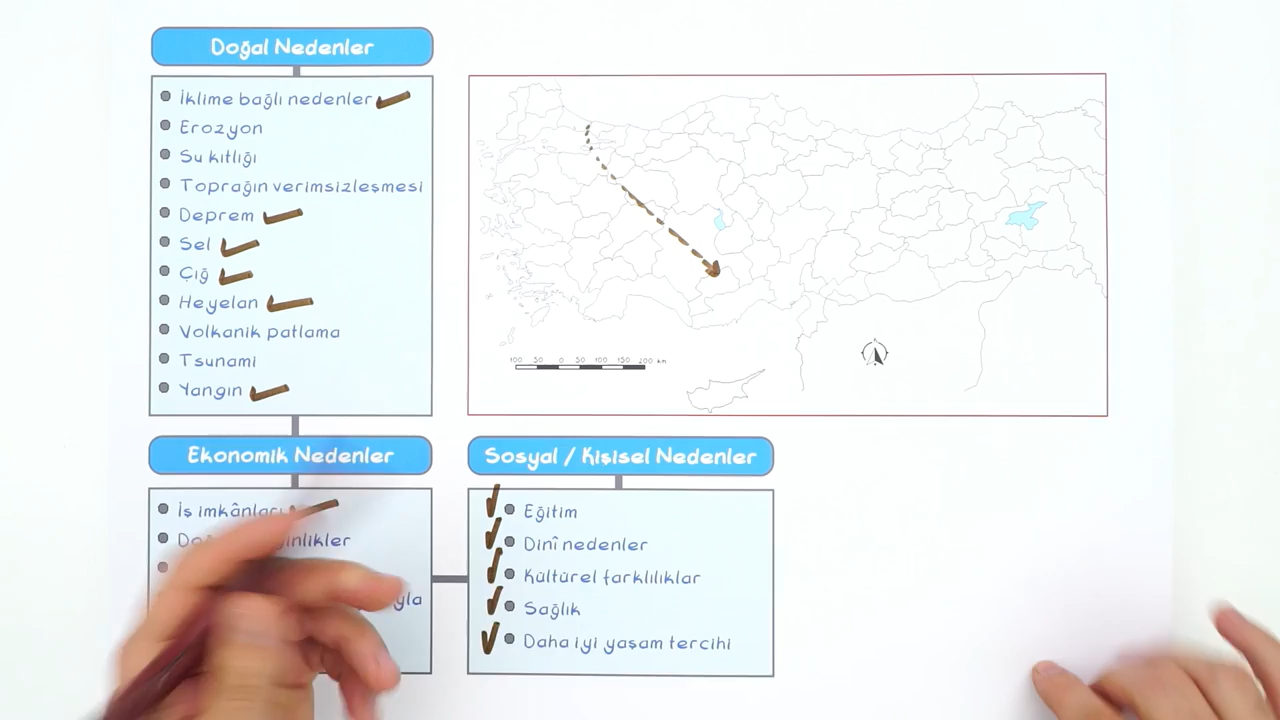 Doğal Nedenler
İklime bağlı nedenler
Erozyon
Su kıtlığı
Toprağın verimsizleşmesi
Deprem
Sel
Çığ
Heyelan
Volkanik patlama
Tsunami
Yangın
100 50 0 50 100 150 200 km
Ekonomik Nedenler
İş imkânları
Sosyal / Kişisel Nedenler
Eğitim
Dinî nedenler
Kültürel farklılıklar
Sağlık
Daha iyi yaşam tercihi